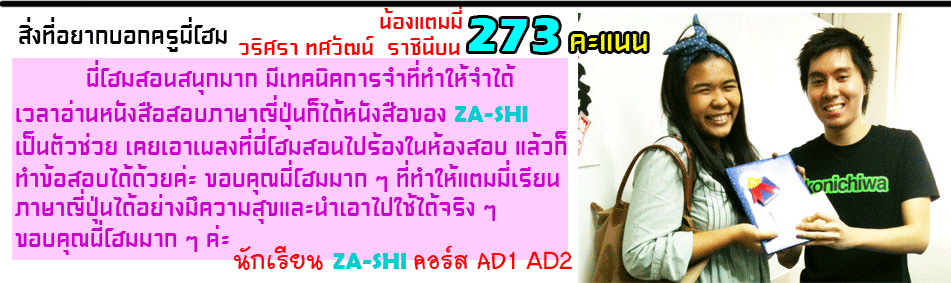 น้องแตมมี่
สิ่งที่อยากบอกครูพี่โฮม วริศรา ทศวัฒน์ ราชินีบน 273 คะแนน
พี่โฮมสอนสนุกมาก มีเทคนิคการจำที่ทำให้จำได้
เวลาอ่านหนังสือสอบภาษาญี่ปุ่นก็ได้หนังสือของ ZA-SHI
เป็นตัวช่วย เคยเอาเพลงที่พี่โฮมสอนไปร้องในห้องสอบ แล้วก็
ทำข้อสอบได้ด้วยค่ะ ขอบคุณพี่โฮมมาก ๆ ที่ทำให้แตมมี่เรียน
ภาษาญี่ปุ่นได้อย่างมีความสุขและนำเอาไปใช้ได้จริง ๆ
ขอบคุณพี่โฮมมาก ๆ ค่ะ
นักเรียน ZA-SHI คอร์ส AD1 AD2
konichiwa